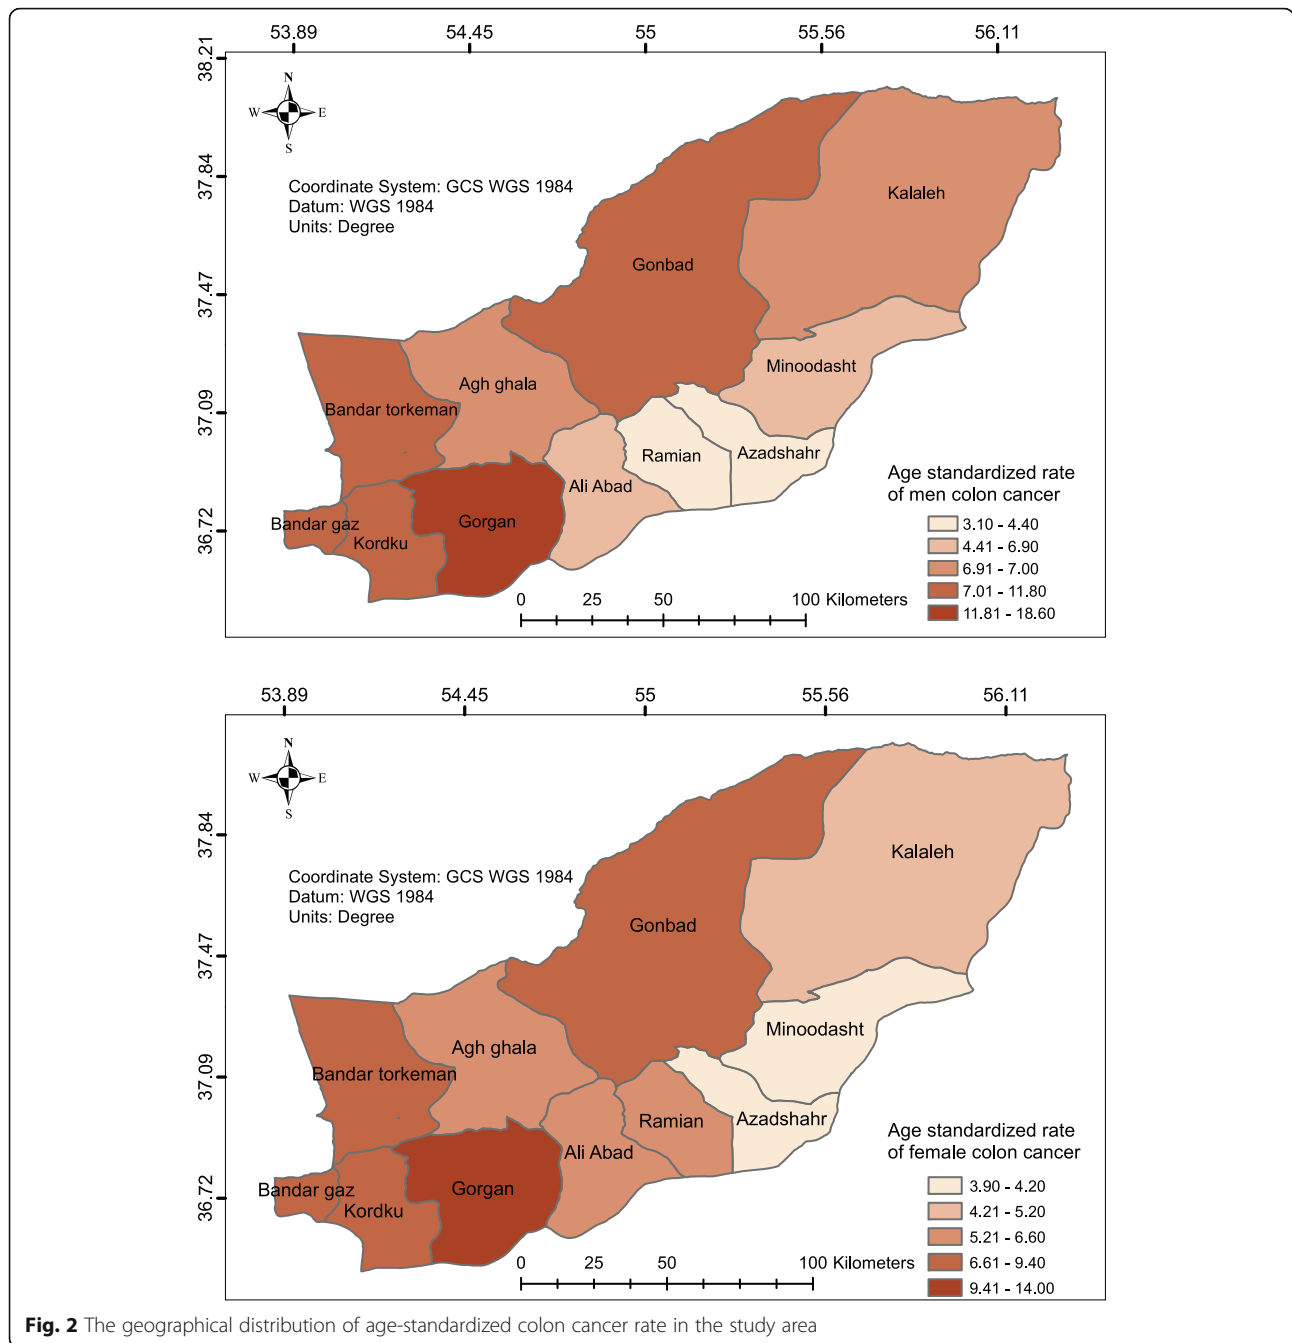 53.89 54.45 55 55.56 56.11
38.21
37.84
37.47
37.09
36.72
N
W E
S
Coordinate System: GCS WGS 1984
Datum: WGS 1984
Units: Degree
Kalaleh
Gonbad
Minoodasht
Agh ghala
Bandar torkeman
Ramian
Azadshahr
Ali Abad
Gorgan
Bandar gaz
Kordku
Age standardized rate
of men colon cancer
3.10 - 4.40
4.41 - 6.90
6.91 - 7.00
7.01 - 11.80
11.81 - 18.60
0 25 50 100 Kilometers
53.89 54.45 55 55.56 56.11
37.84
37.47
37.09
36.72
N
W E
S
Coordinate System: GCS WGS 1984
Datum: WGS 1984
Units: Degree
Kalaleh
Gonbad
Minoodasht
Agh ghala
Bandar torkeman
Ramian
Azadshahr
Ali Abad
Gorgan
Bandar gaz
Kordku
Age standardized rate
of female colon cancer
3.90 - 4.20
4.21 - 5.20
5.21 - 6.60
6.61 - 9.40
9.41 - 14.00
0 25 50 100 Kilometers
Fig. 2 The geographical distribution of age-standardized colon cancer rate in the study area